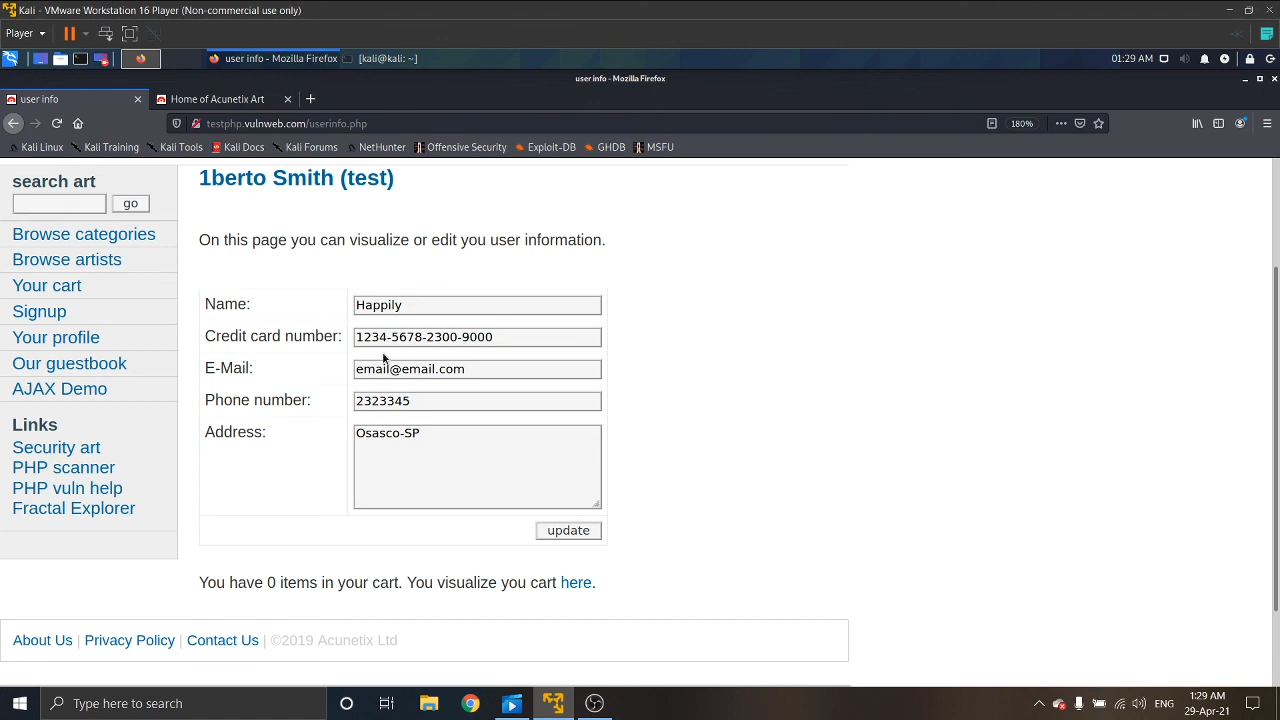 Kali - VMware Workstation 16 Player (Non-commercial use only)
Player
user info - Mozilla Firefox
[kali@kali: ~]
01:29 AM
user info - Mozilla Firefox
user info
Home of Acunetix Art
testphp.vulnweb.com/userinfo.php
180%
Kali Linux
Kali Training
Kali Tools
Kali Docs
Kali Forums
NetHunter
Offensive Security
Exploit-DB
GHDB
MSFU
search art
go
Browse categories
Browse artists
Your cart
Signup
Your profile
Our guestbook
AJAX Demo
Links
Security art
PHP scanner
PHP vuln help
Fractal Explorer
1berto Smith (test)
On this page you can visualize or edit you user information.
Name: Happily
Credit card number: 1234-5678-2300-9000
E-Mail: email@email.com
Phone number: 2323345
Address: Osasco-SP
update
You have 0 items in your cart. You visualize you cart here.
About Us | Privacy Policy | Contact Us | ©2019 Acunetix Ltd
Type here to search
ENG
1:29 AM
29-Apr-21